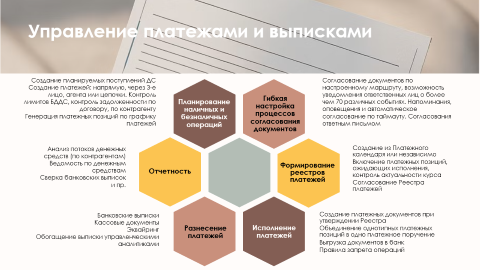 Управление платежами и выписками
Создание планируемых поступлений ДС
Создание платежей: напрямую, через 3-е
лицо, агента или цепочки. Контроль
лимитов БДДС, контроль задолженности по
договору, по контрагенту
Генерация платежных позиций по графику
платежей
Планирование
наличных и
безналичных
операций
Гибкая
настройка
процессов
согласования
документов
Согласование документов по
настроенному маршруту, возможность
уведомления ответственных лиц о более
чем 70 различных событиях. Напоминания,
оповещения и автоматическое
согласование по таймауту. Согласования
ответным письмом
Анализ потоков денежных
средств (по контрагентам)
Ведомость по денежным
средствам
Сверка банковских выписок
и пр.
Отчетность
Формирование
реестров
платежей
Создание из Платежного
календаря или независимо
Включение платежных позиций,
ожидающих исполнения,
контроль актуальности курса
Согласование Реестра
платежей
Банковские выписки
Кассовые документы
Эквайринг
Обогащение выписки управленческими
аналитиками
Разнесение
платежей
Исполнение
платежей
Создание платежных документов при
утверждении Реестра
Объединение однотипных платежных
позиций в одно платежное поручение
Выгрузка документов в банк
Правила запрета операций